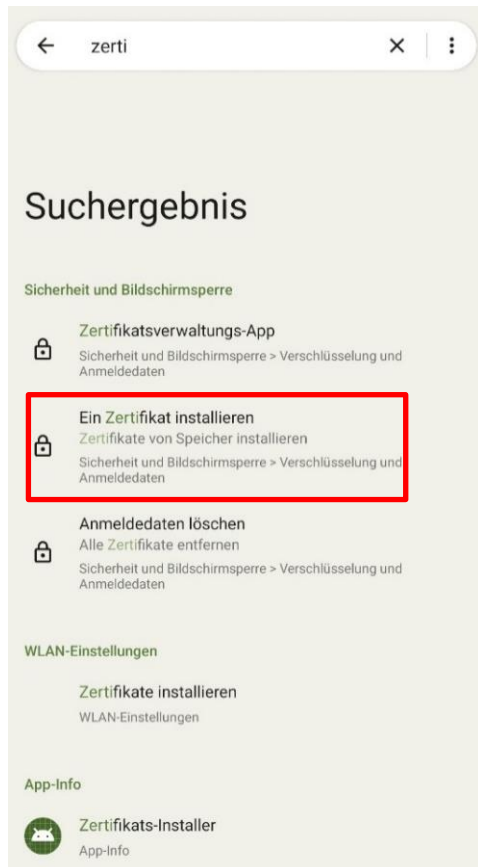 zerti
Suchergebnis
Sicherheit und Bildschirmsperre
Zertifikatsverwaltungs-App
Sicherheit und Bildschirmsperre > Verschlüsselung und
Anmeldedaten
Ein Zertifikat installieren
Zertifikate von Speicher installieren
Sicherheit und Bildschirmsperre > Verschlüsselung und
Anmeldedaten
Anmeldedaten löschen
Alle Zertifikate entfernen
Sicherheit und Bildschirmsperre > Verschlüsselung und
Anmeldedaten
WLAN-Einstellungen
Zertifikate installieren
WLAN-Einstellungen
App-Info
Zertifikats-Installer
App-Info